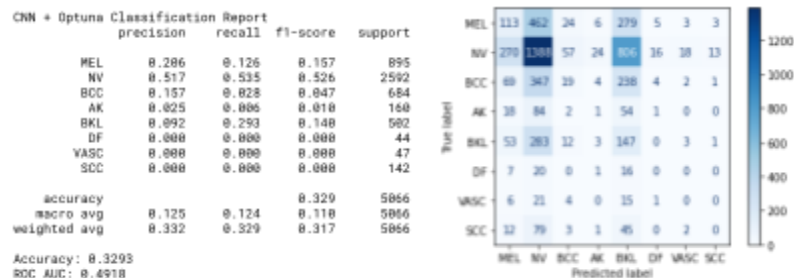 CNN + Optuna Classification Report
precision recall f1-score support
MEL 0.206 0.126 0.157 895
NV 0.517 0.535 0.526 2592
BCC 0.157 0.028 0.047 684
AK 0.025 0.006 0.010 160
BKL 0.092 0.293 0.140 502
DF 0.000 0.000 0.000 44
VASC 0.000 0.000 0.000 47
SCC 0.000 0.000 0.000 142
accuracy 0.329 5066
macro avg 0.125 0.124 0.110 5066
weighted avg 0.332 0.329 0.317 5066
Accuracy: 0.3293
ROC AUC: 0.4918
True label
MEL 113 462 24 6 279 5 3 3
NV 270 1388 57 24 806 16 18 13
BCC 69 347 19 4 238 4 2 1
AK 18 84 2 1 54 1 0 0
BKL 53 283 12 3 147 0 3 1
DF 7 20 0 1 16 0 0 0
VASC 6 21 4 0 15 1 0 0
SCC 12 79 3 1 45 0 2 0
MEL NV BCC AK BKL DF VASC SCC
Predicted label
1200
1000
800
600
400
200
0